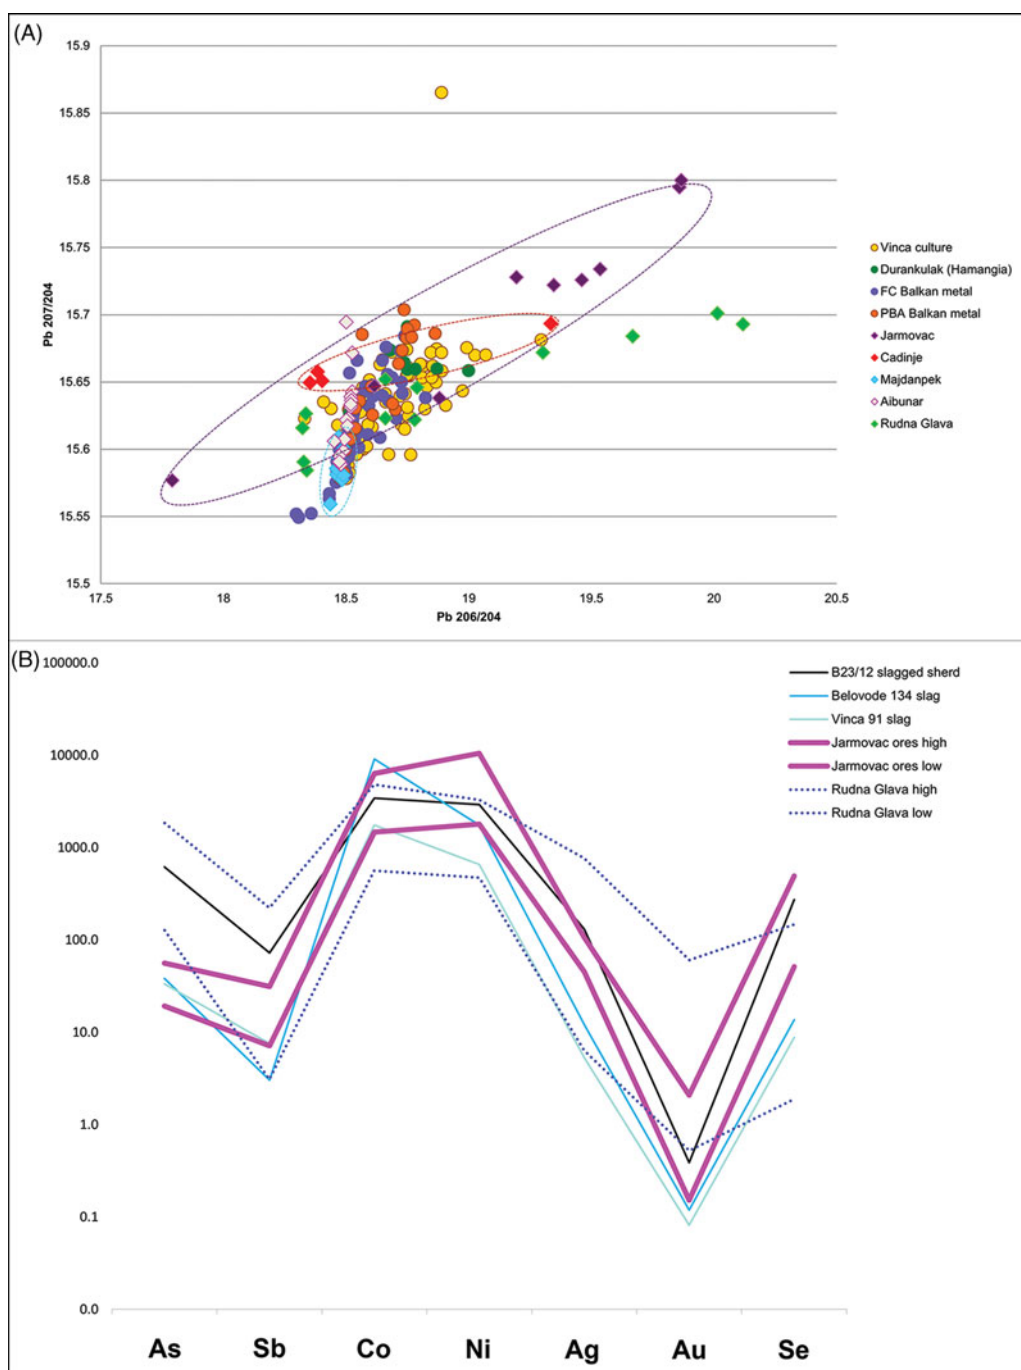 (A)
15.9
15.85
15.8
15.75
15.7
15.65
15.6
15.55
15.5
Pb 207/204
17.5 18 18.5 19 19.5 20 20.5
Pb 206/204
Vinca culture
Durankulak (Hamangia)
FC Balkan metal
PBA Balkan metal
Jarmovac
Cadinje
Majdanpek
Aibunar
Rudna Glava
(B)
100000.0
10000.0
1000.0
100.0
10.0
1.0
0.1
0.0
B23/12 slagged sherd
Belovode 134 slag
Vinca 91 slag
Jarmovac ores high
Jarmovac ores low
Rudna Glava high
Rudna Glava low
As Sb Co Ni Ag Au Se